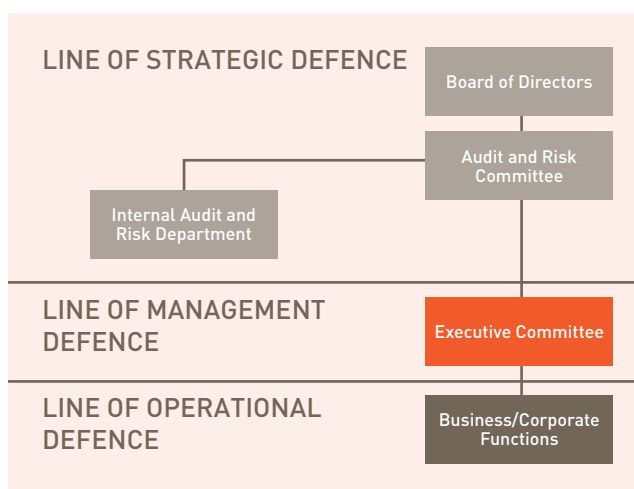 LINE OF STRATEGIC DEFENCE
Board of Directors
Audit and Risk
Committee
Internal Audit and
Risk Department
LINE OF MANAGEMENT
DEFENCE
Executive Committee
LINE OF OPERATIONAL
DEFENCE
Business/Corporate
Functions